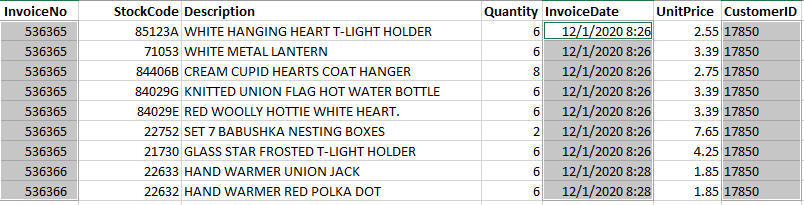 InvoiceNo StockCode Description Quantity InvoiceDate UnitPrice CustomerID
536365 85123A WHITE HANGING HEART T-LIGHT HOLDER 6 12/1/2020 8:26 2.55 17850
536365 71053 WHITE METAL LANTERN 6 12/1/2020 8:26 3.39 17850
536365 84406B CREAM CUPID HEARTS COAT HANGER 8 12/1/2020 8:26 2.75 17850
536365 84029G KNITTED UNION FLAG HOT WATER BOTTLE 6 12/1/2020 8:26 3.39 17850
536365 84029E RED WOOLLY HOTTIE WHITE HEART. 6 12/1/2020 8:26 3.39 17850
536365 22752 SET 7 BABUSHKA NESTING BOXES 2 12/1/2020 8:26 7.65 17850
536365 21730 GLASS STAR FROSTED T-LIGHT HOLDER 6 12/1/2020 8:26 4.25 17850
536366 22633 HAND WARMER UNION JACK 6 12/1/2020 8:28 1.85 17850
536366 22632 HAND WARMER RED POLKA DOT 6 12/1/2020 8:28 1.85 17850